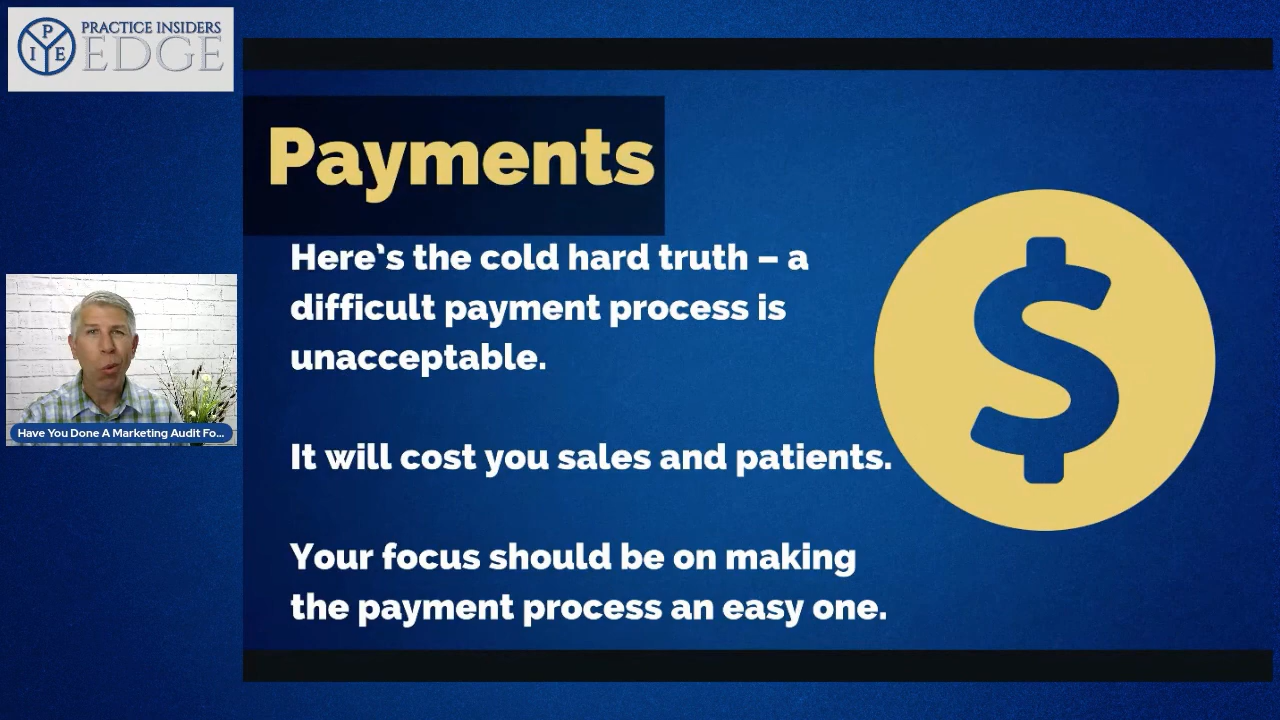 P
I E
PRACTICE INSIDERS
EDGE
Payments
Here's the cold hard truth – a
difficult payment process is
unacceptable.
It will cost you sales and patients.
Your focus should be on making
the payment process an easy one.
$
Have You Done A Marketing Audit Fo...